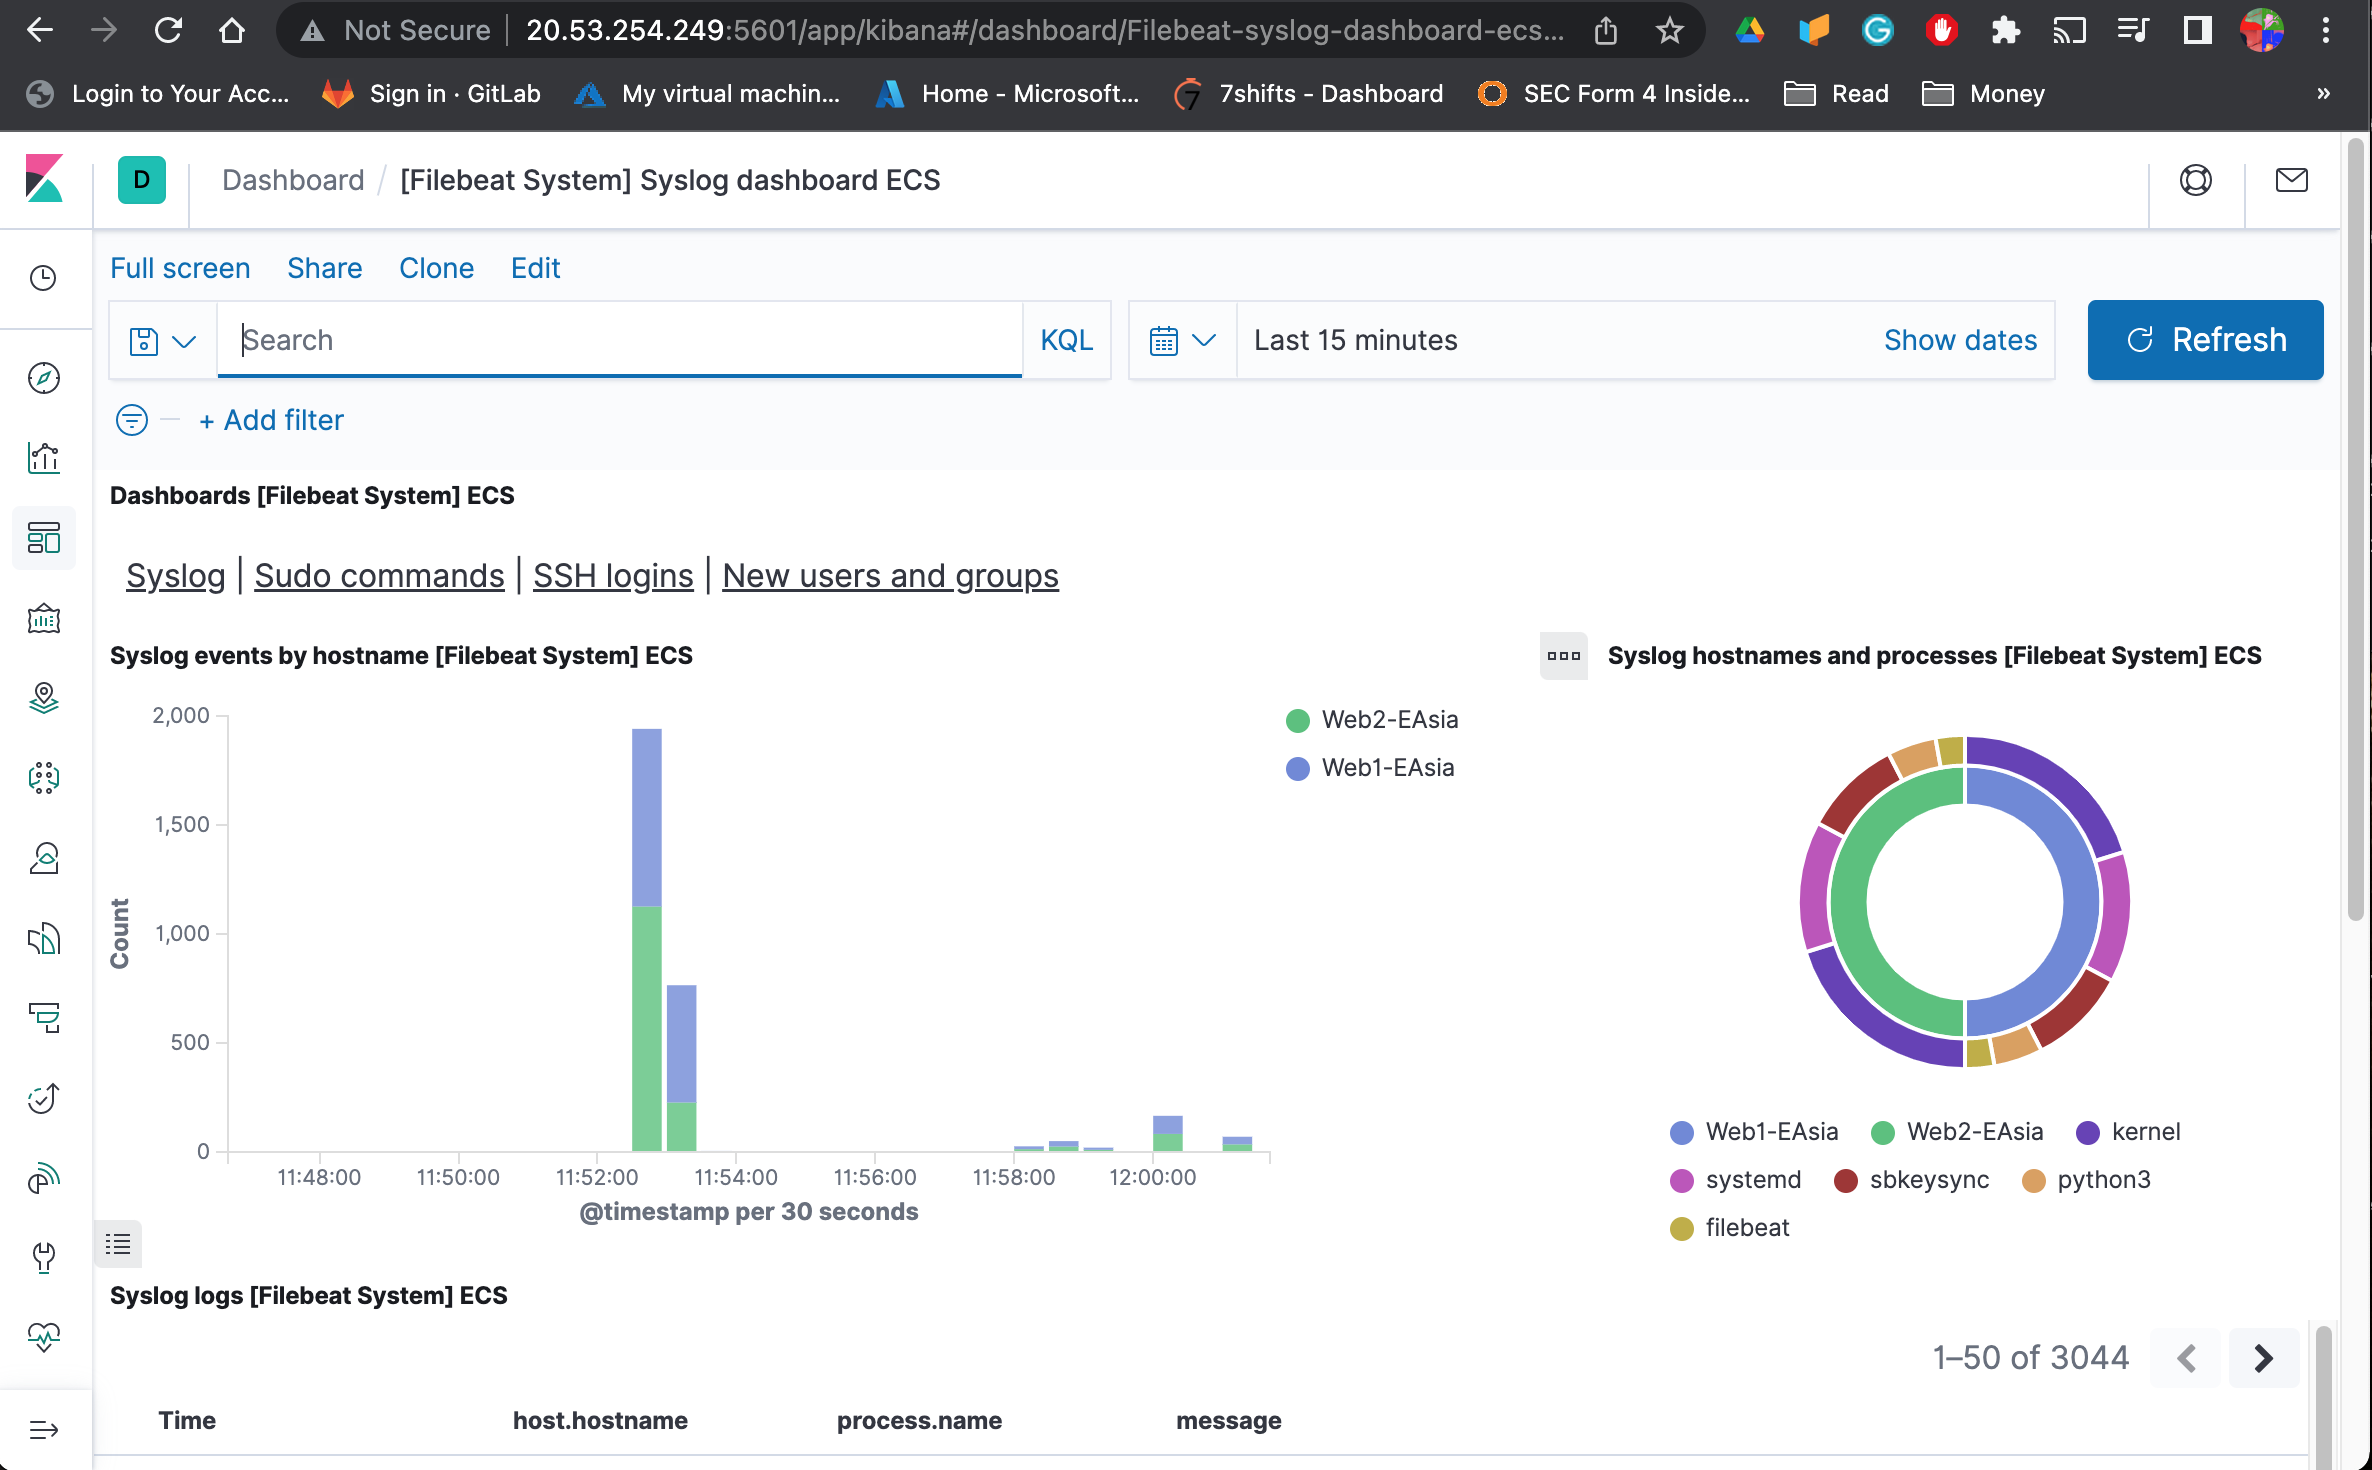 Not Secure 20.53.254.249:5601/app/kibana#/dashboard/Filebeat-syslog-dashboard-ecs...
Login to Your Acc... Sign in · GitLab My virtual machin... Home - Microsoft... 7shifts - Dashboard SEC Form 4 Inside... Read Money »
D Dashboard / [Filebeat System] Syslog dashboard ECS
Full screen Share Clone Edit
Search KQL Last 15 minutes Show dates Refresh
+ Add filter
Dashboards [Filebeat System] ECS
Syslog | Sudo commands | SSH logins | New users and groups
Syslog events by hostname [Filebeat System] ECS
2,000
1,500
1,000
500
0
Count
11:48:00 11:50:00 11:52:00 11:54:00 11:56:00 11:58:00 12:00:00
@timestamp per 30 seconds
Web2-EAsia
Web1-EAsia
Syslog hostnames and processes [Filebeat System] ECS
Web1-EAsia Web2-EAsia kernel
systemd sbkeysync python3
filebeat
Syslog logs [Filebeat System] ECS
1–50 of 3044
Time host.hostname process.name message